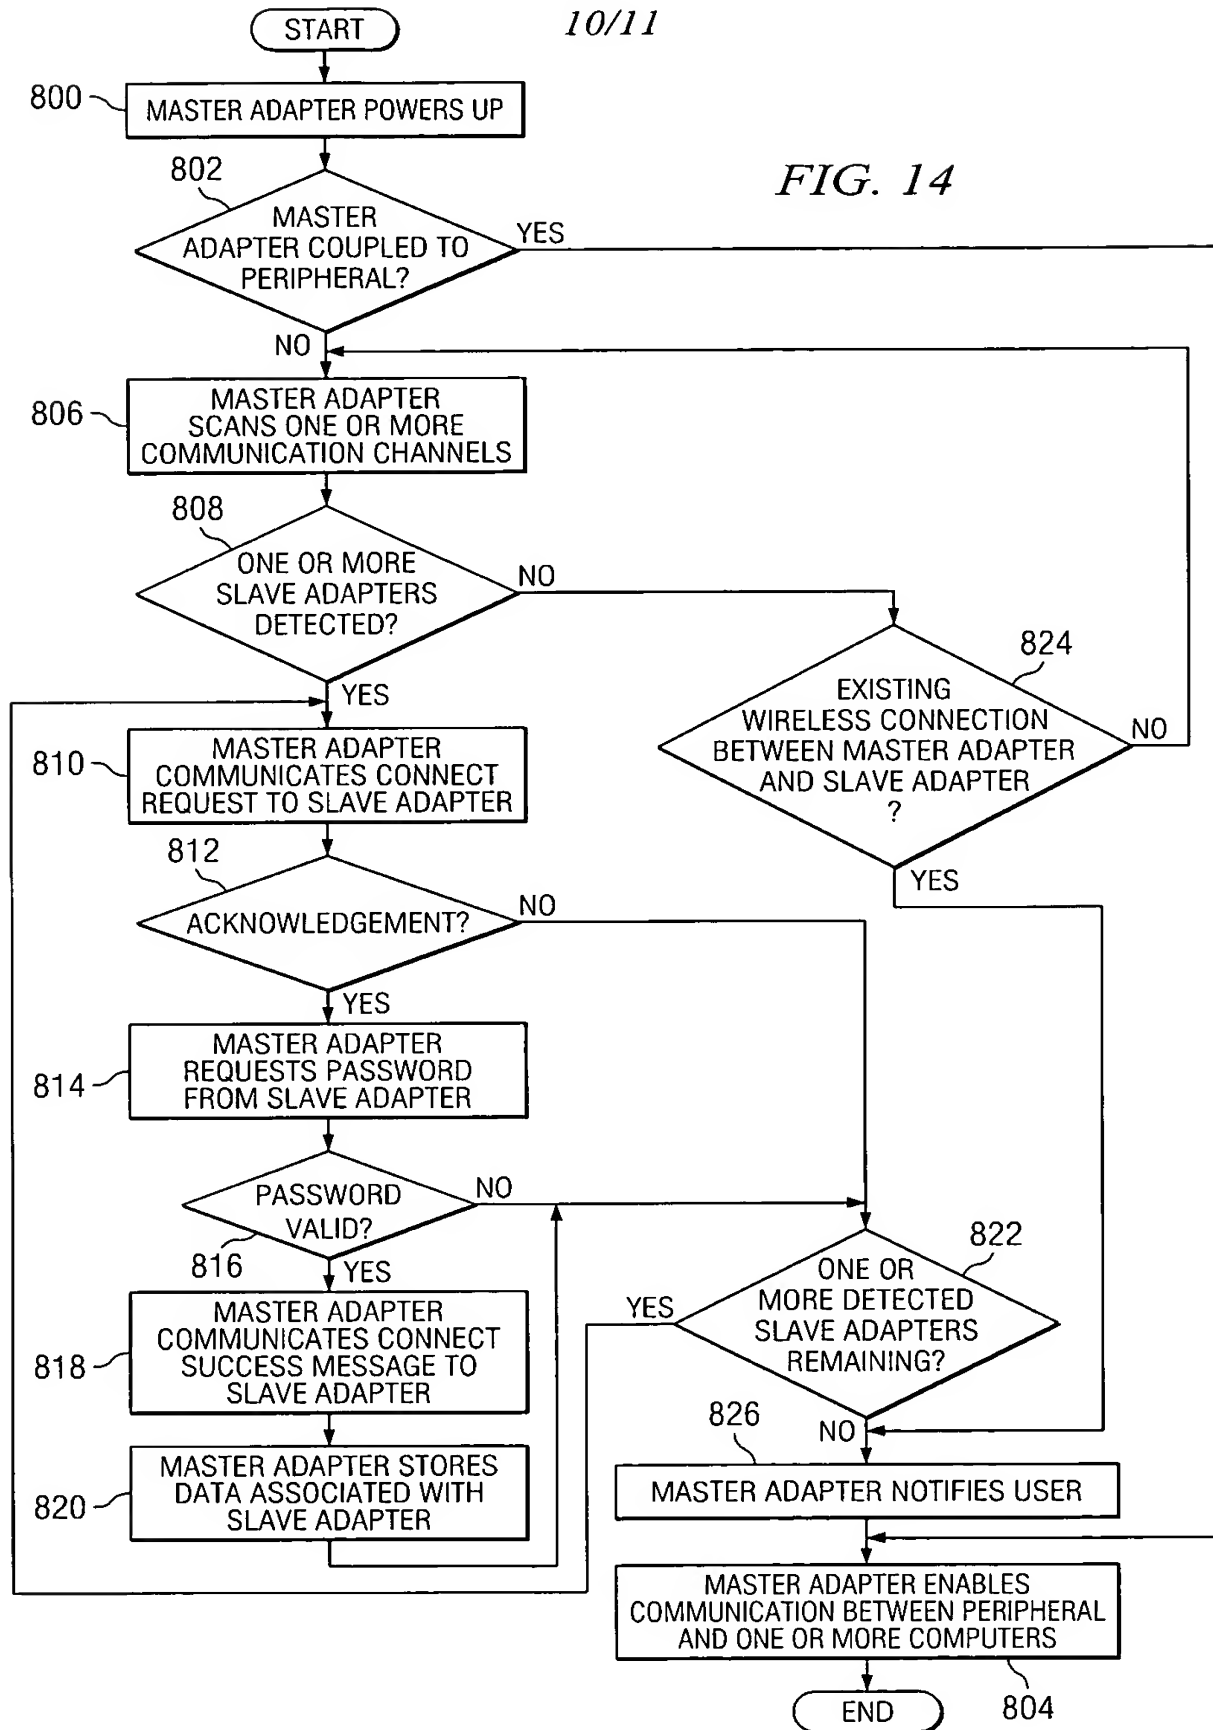 START
10/11
800
MASTER ADAPTER POWERS UP
802
FIG. 14
MASTER
ADAPTER COUPLED TO
PERIPHERAL?
YES
NO
806
MASTER ADAPTER
SCANS ONE OR MORE
COMMUNICATION CHANNELS
808
ONE OR MORE
SLAVE ADAPTERS
DETECTED?
NO
YES
824
EXISTING
WIRELESS CONNECTION
BETWEEN MASTER ADAPTER
AND SLAVE ADAPTER
?
NO
YES
810
MASTER ADAPTER
COMMUNICATES CONNECT
REQUEST TO SLAVE ADAPTER
812
ACKNOWLEDGEMENT?
NO
YES
814
MASTER ADAPTER
REQUESTS PASSWORD
FROM SLAVE ADAPTER
PASSWORD
VALID?
NO
816
YES
818
MASTER ADAPTER
COMMUNICATES CONNECT
SUCCESS MESSAGE TO
SLAVE ADAPTER
820
MASTER ADAPTER STORES
DATA ASSOCIATED WITH
SLAVE ADAPTER
822
ONE OR
MORE DETECTED
SLAVE ADAPTERS
REMAINING?
YES
NO
826
MASTER ADAPTER NOTIFIES USER
MASTER ADAPTER ENABLES
COMMUNICATION BETWEEN PERIPHERAL
AND ONE OR MORE COMPUTERS
804
END